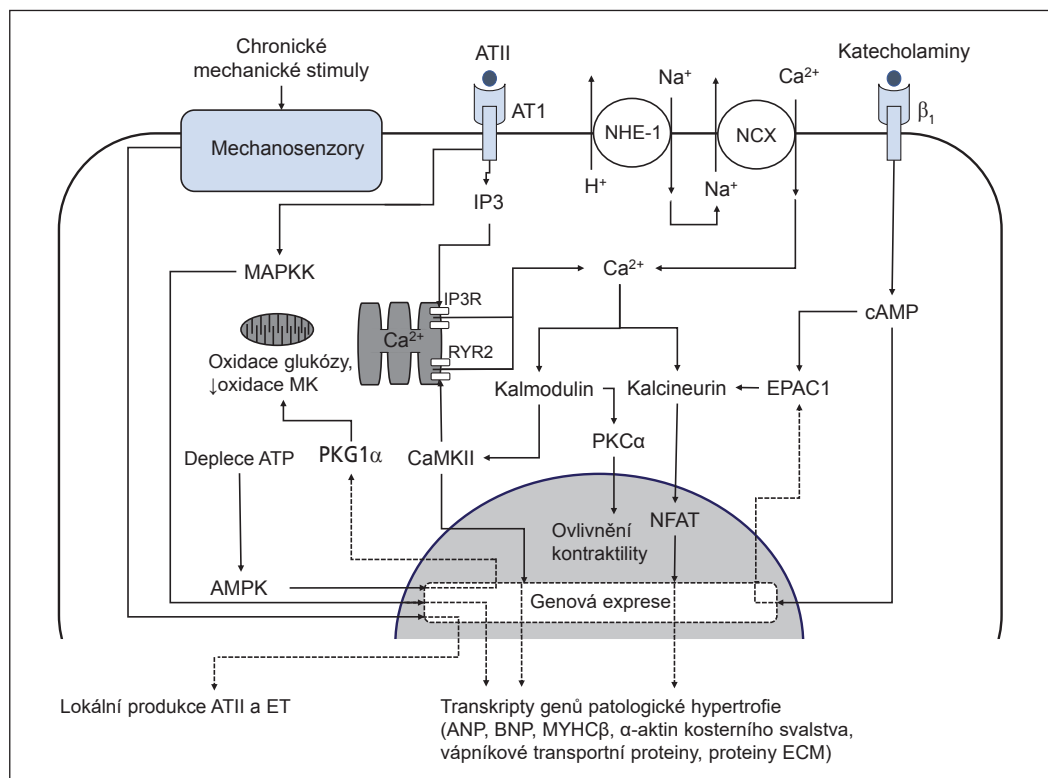 Chronické
mechanické stimuly
ATII
Na⁺
Ca²⁺
Katecholaminy
AT1
β₁
Mechanosenzory
NHE-1
NCX
H⁺
Na⁺
IP3
MAPKK
Ca²⁺
IP3R
cAMP
Ca²⁺
RYR2
Oxidace glukózy,
↓oxidace MK
Kalmodulin
Kalcineurin
EPAC1
Deplece ATP
PKG1α
CaMKII
PKCα
NFAT
Ovlivnění
kontraktility
AMPK
Genová exprese
Lokální produkce ATII a ET
Transkripty genů patologické hypertrofie
(ANP, BNP, MYHCβ, α-aktin kosterního svalstva,
vápníkové transportní proteiny, proteiny ECM)